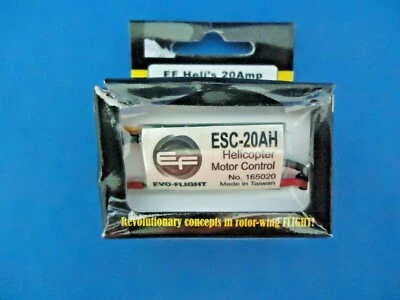 EF Heli's 20Amp
EF
EVO-FLIGHT
ESC-20AH
Helicopter
Motor Control
No. 165020
Made in Taiwan
Revolutionary concepts in rotor-wing FLIGHT!